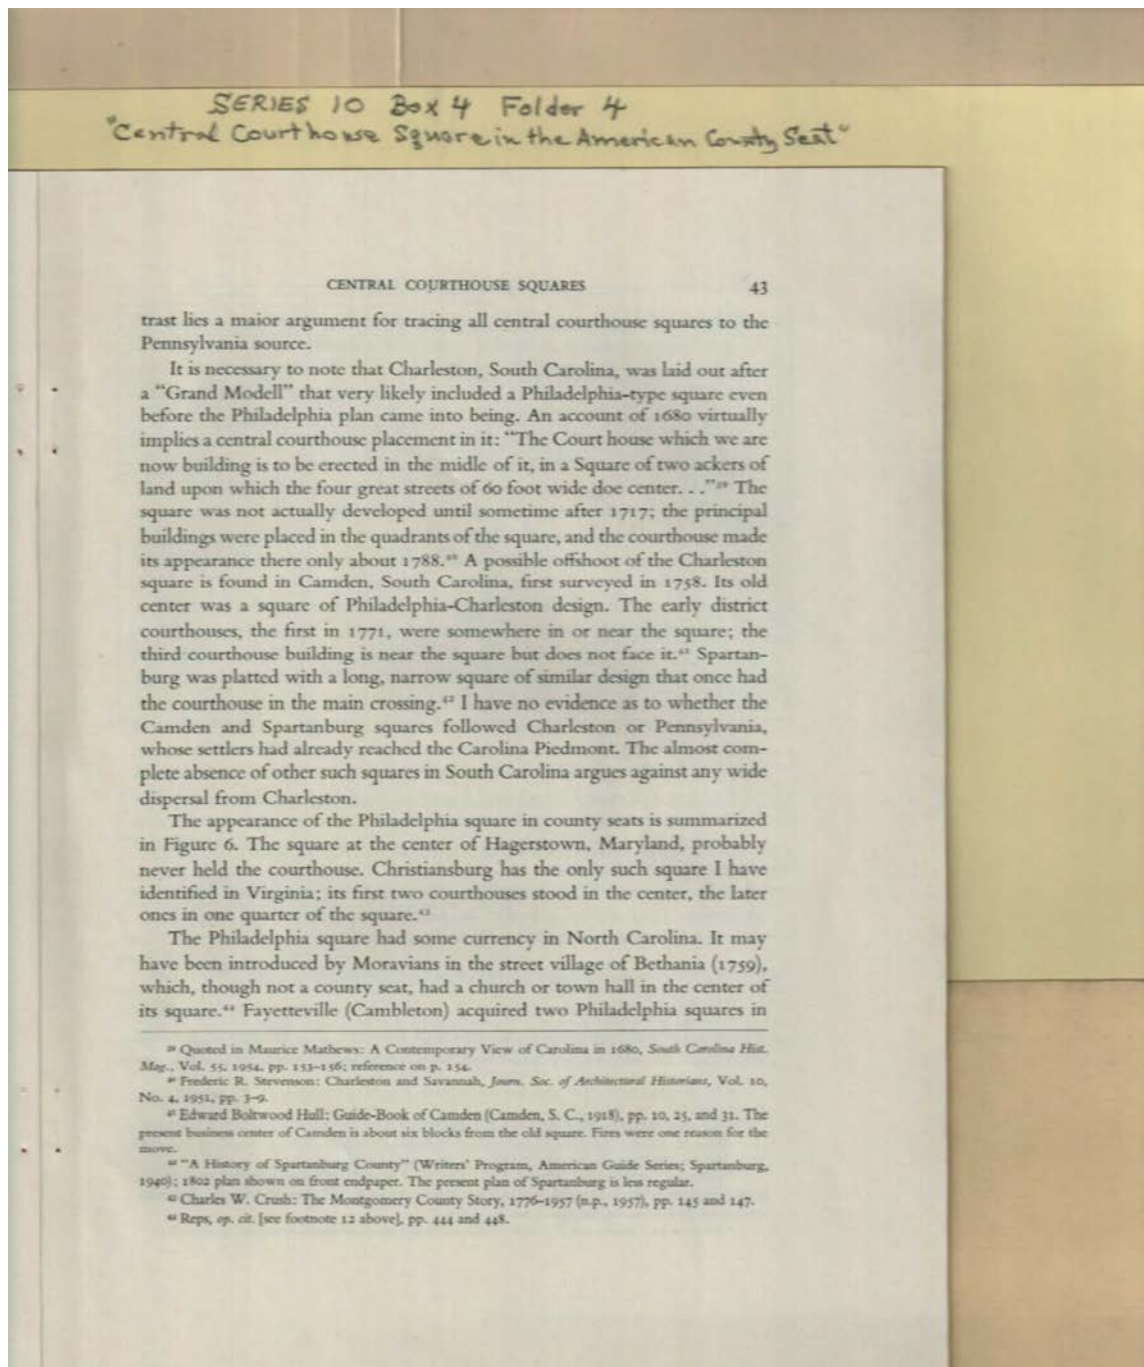 SERIES 10 Box 4 Folder 4
"Central Courthouse Square in the American County Seat"
CENTRAL COURTHOUSE SQUARES 43
trast lies a maior argument for tracing all central courthouse squares to the
Pennsylvania source.
It is necessary to note that Charleston, South Carolina, was laid out after
a “Grand Modell” that very likely included a Philadelphia-type square even
before the Philadelphia plan came into being. An account of 1680 virtually
implies a central courthouse placement in it: “The Court house which we are
now building is to be erected in the midle of it, in a Square of two ackers of
land upon which the four great streets of 60 foot wide doe center. . .”³⁹ The
square was not actually developed until sometime after 1717; the principal
buildings were placed in the quadrants of the square, and the courthouse made
its appearance there only about 1788.⁴⁰ A possible offshoot of the Charleston
square is found in Camden, South Carolina, first surveyed in 1758. Its old
center was a square of Philadelphia-Charleston design. The early district
courthouses, the first in 1771, were somewhere in or near the square; the
third courthouse building is near the square but does not face it.⁴¹ Spartan-
burg was platted with a long, narrow square of similar design that once had
the courthouse in the main crossing.⁴² I have no evidence as to whether the
Camden and Spartanburg squares followed Charleston or Pennsylvania,
whose settlers had already reached the Carolina Piedmont. The almost com-
plete absence of other such squares in South Carolina argues against any wide
dispersal from Charleston.
The appearance of the Philadelphia square in county seats is summarized
in Figure 6. The square at the center of Hagerstown, Maryland, probably
never held the courthouse. Christiansburg has the only such square I have
identified in Virginia; its first two courthouses stood in the center, the later
ones in one quarter of the square.⁴³
The Philadelphia square had some currency in North Carolina. It may
have been introduced by Moravians in the street village of Bethania (1759),
which, though not a county seat, had a church or town hall in the center of
its square.⁴⁴ Fayetteville (Cambleton) acquired two Philadelphia squares in
³⁹ Quoted in Maurice Mathews: A Contemporary View of Carolina in 1680, South Carolina Hist.
Mag., Vol. 55, 1954, pp. 153–156; reference on p. 154.
⁴⁰ Frederic R. Stevenson: Charleston and Savannah, Journ. Soc. of Architectural Historians, Vol. 10,
No. 4, 1951, pp. 3–9.
⁴¹ Edward Boltwood Hull: Guide-Book of Camden (Camden, S. C., 1918), pp. 10, 25, and 31. The
present business center of Camden is about six blocks from the old square. Fires were one reason for the
move.
⁴² “A History of Spartanburg County” (Writers’ Program, American Guide Series; Spartanburg,
1940); 1802 plan shown on front endpaper. The present plan of Spartanburg is less regular.
⁴³ Charles W. Crush: The Montgomery County Story, 1776–1957 (n.p., 1957), pp. 145 and 147.
⁴⁴ Reps, op. cit. [see footnote 12 above], pp. 444 and 448.